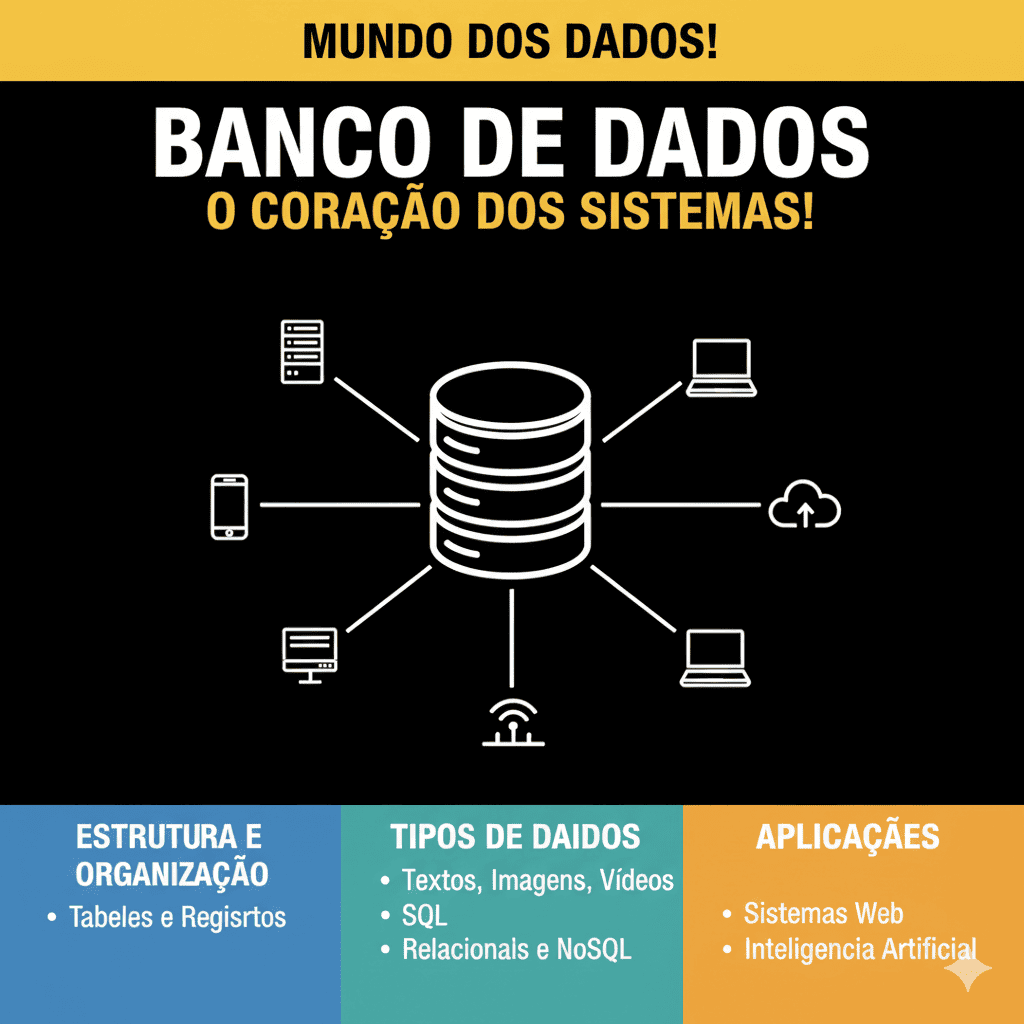 MUNDO DOS DADOS!
BANCO DE DADOS
O CORAÇÃO DOS SISTEMAS!
ESTRUTURA E
ORGANIZAÇÃO
• Tabeles e Regisrtos
TIPOS DE DAIDOS
• Textos, Imagens, Vídeos
• SQL
• Relacionals e NoSQL
APLICAÇÃES
• Sistemas Web
• Inteligencia Artificial